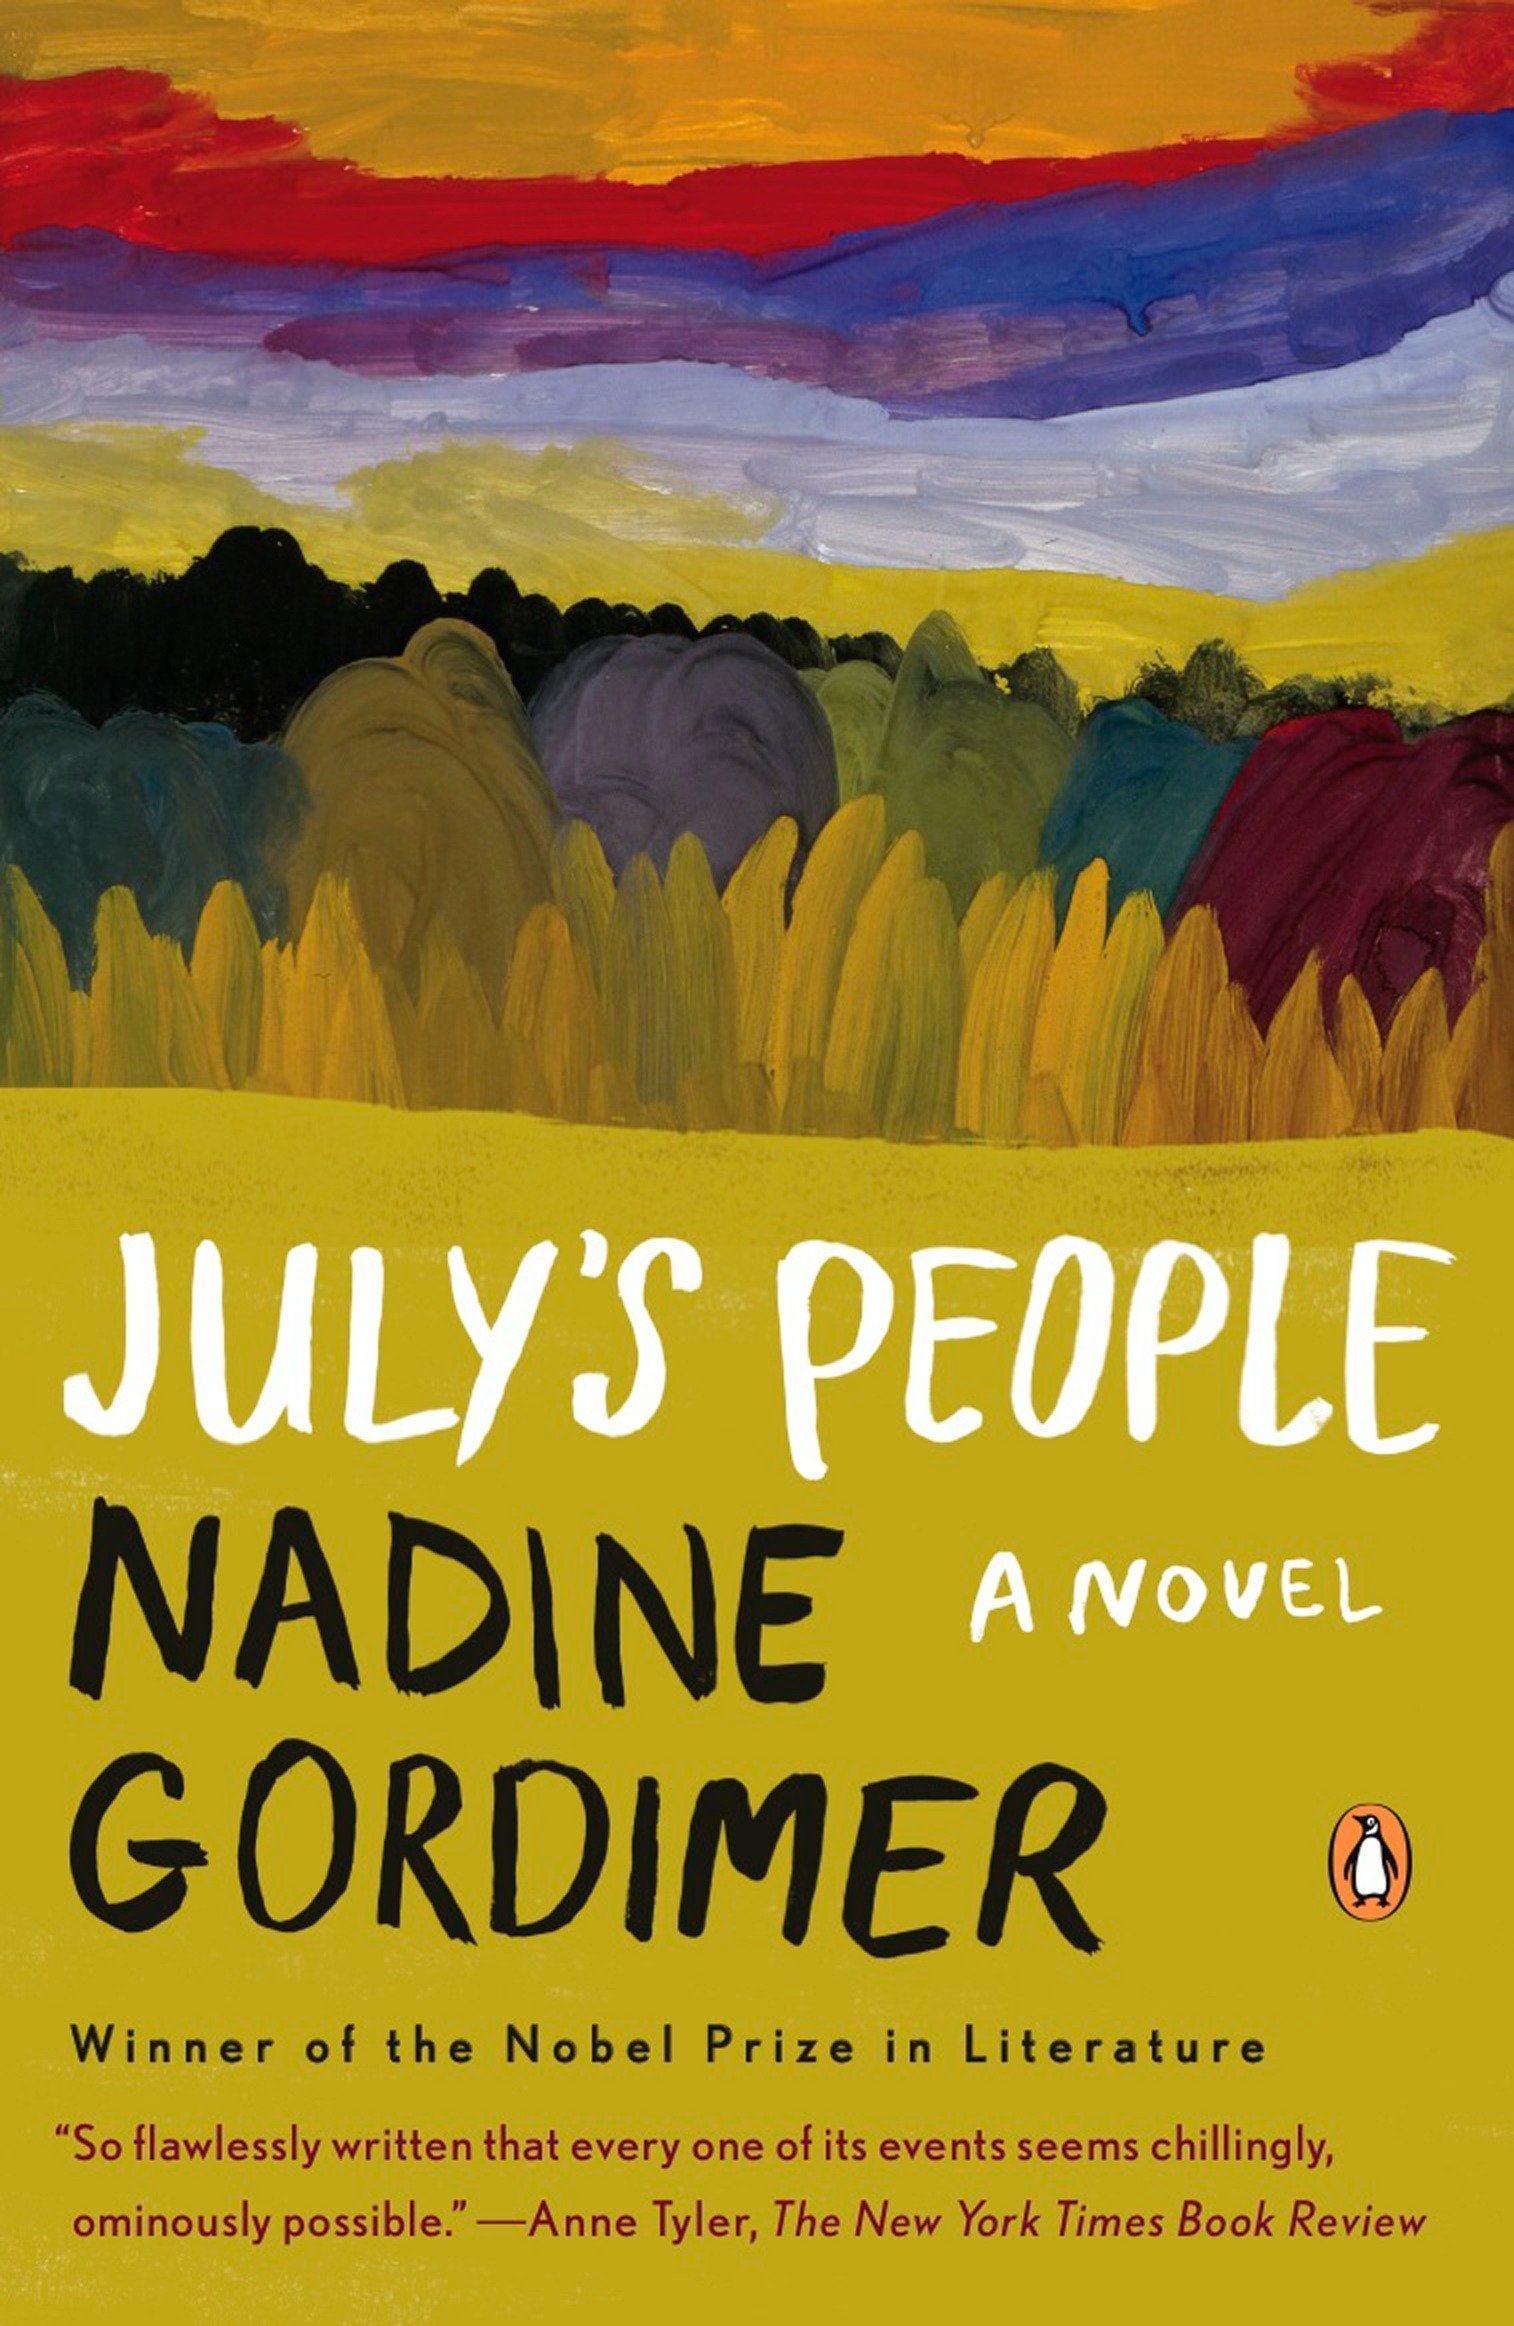 JULY'S PEOPLE
NADINE
A NOVEL
GORDIMER
Winner of the Nobel Prize in Literature
“So flawlessly written that every one of its events seems chillingly,
ominously possible.” —Anne Tyler, The New York Times Book Review